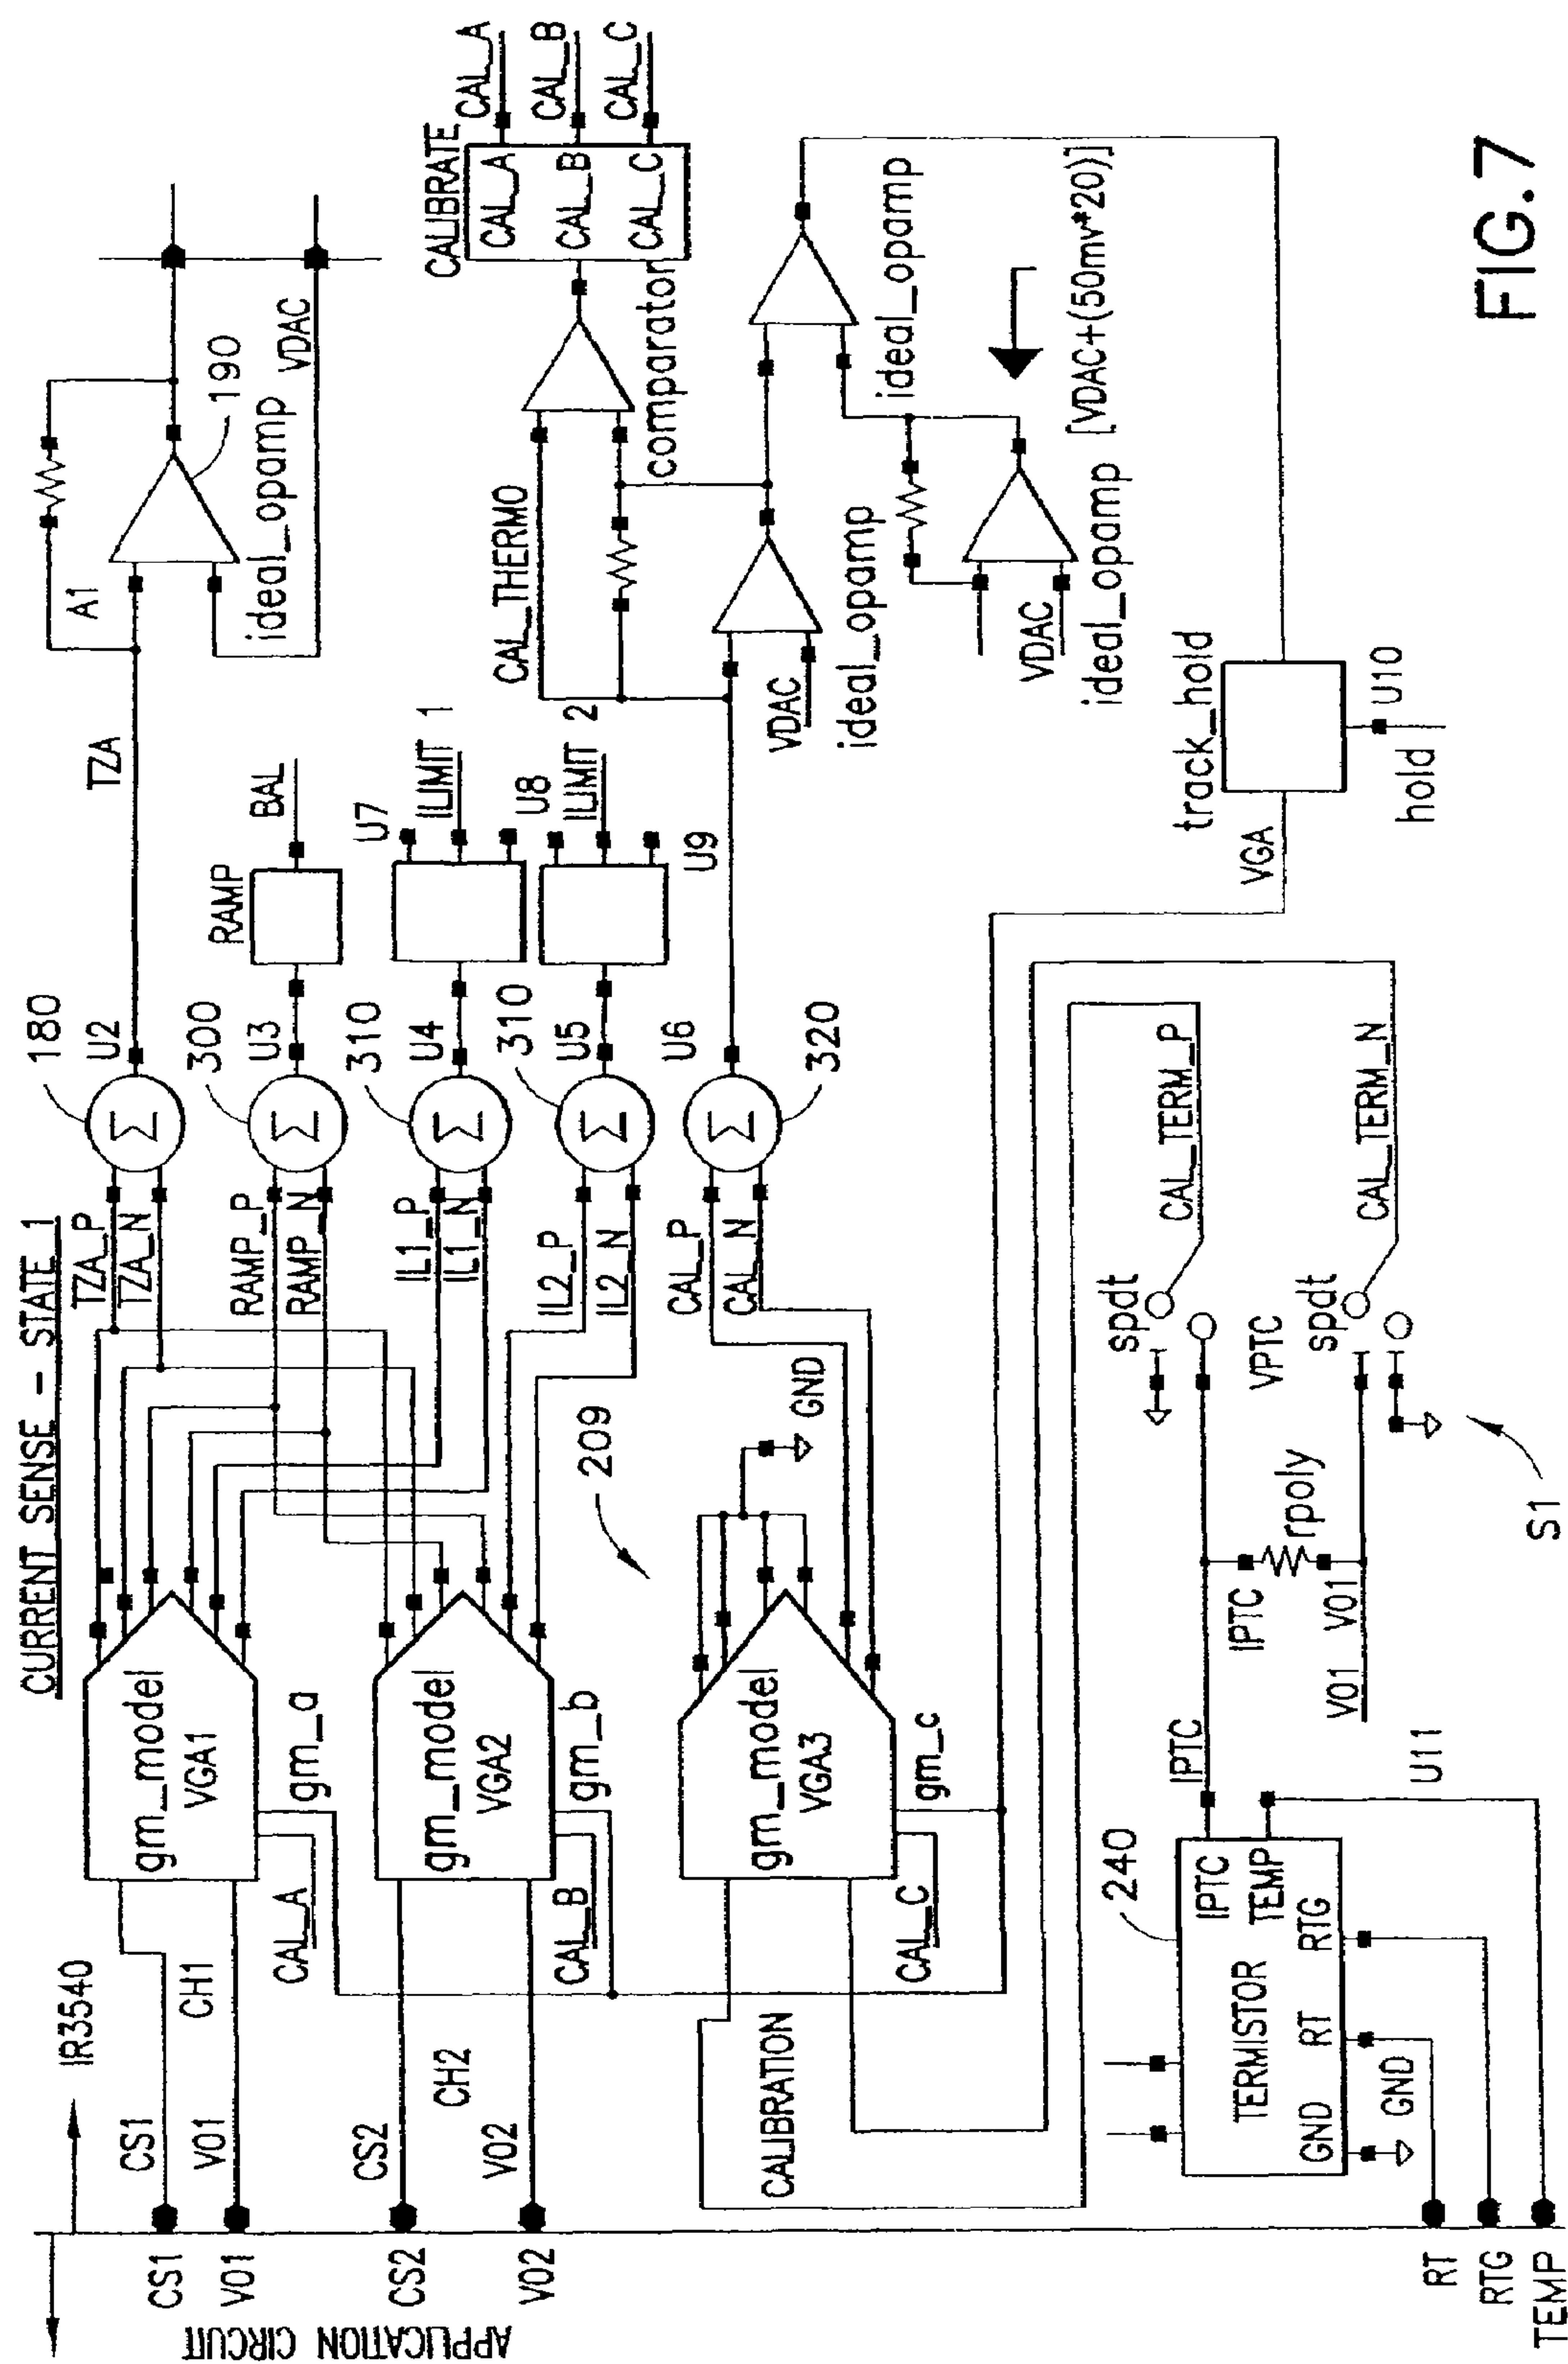 CURRENT SENSE – STATE 1
IR3540
APPLICATION CIRCUIT
CS1
CS1
CH1
V01
V01
CAL_A
gm_model
VGA1
gm_a
TZA_P
TZA_N
180
U2
Σ
TZA
A1
190
ideal_opamp
VDAC
RAMP_P
RAMP_N
300
U3
Σ
RAMP
BAL
CS2
CS2
CH2
V02
V02
CAL_B
gm_model
VGA2
gm_b
IL1_P
IL1_N
310
U4
Σ
U7
ILIMIT 1
IL2_P
IL2_N
310
U5
Σ
U8
ILIMIT 2
U9
CALIBRATION
CAL_C
gm_model
VGA3
gm_c
209
GND
CAL_P
CAL_N
U6
Σ
320
CAL_THERMO
VDAC
ideal_opamp
comparator
CALIBRATE
CAL_A
CAL_B
CAL_C
CAL_A
CAL_B
CAL_C
ideal_opamp
VDAC
ideal_opamp [VDAC+(50mv*20)]
track_hold
VGA
U10
hold
240
TERMISTOR
IPTC
TEMP
RTG
RT
GND
GND
IPTC
U11
IPTC
rpoly
V01
V01
V01
spdt
VPTC
spdt
S1
CAL_TERM_P
CAL_TERM_N
RT
RTG
TEMP
FIG.7